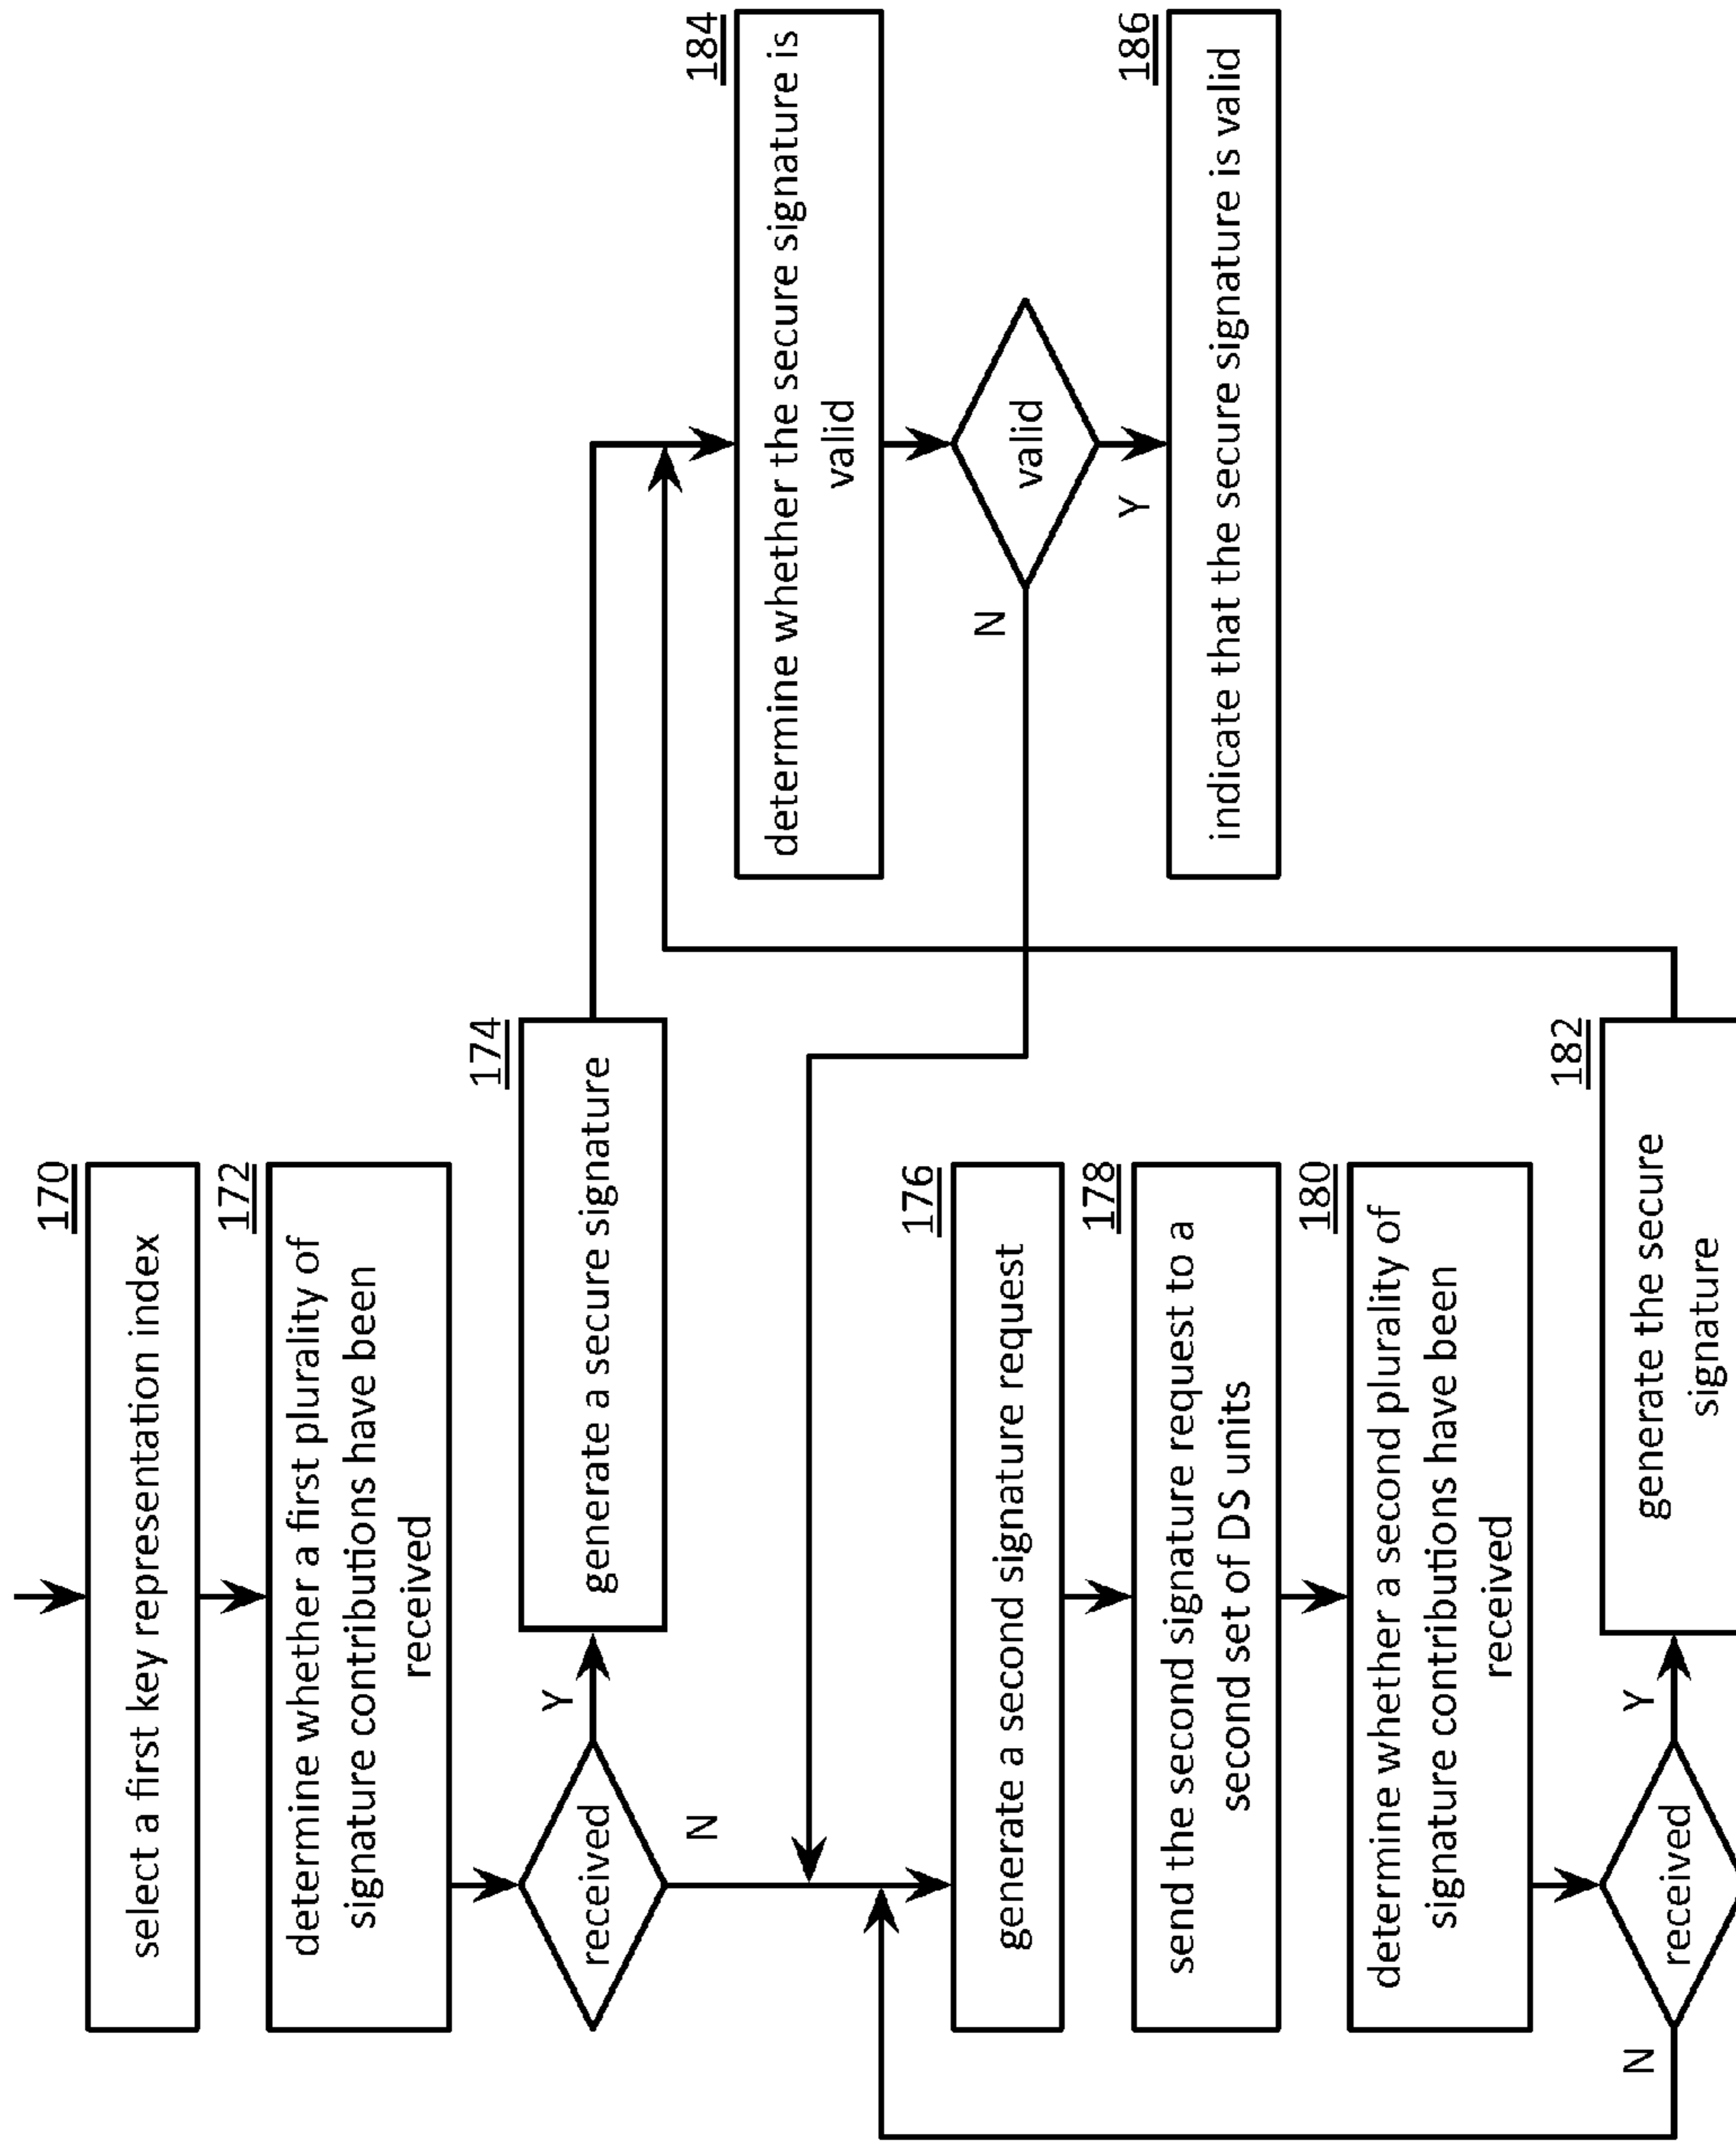 170
select a first key representation index
172
determine whether a first plurality of
signature contributions have been
received
received
Y
N
174
generate a secure signature
176
generate a second signature request
178
send the second signature request to a
second set of DS units
180
determine whether a second plurality of
signature contributions have been
received
received
N
Y
182
generate the secure
signature
184
determine whether the secure signature is
valid
valid
N
Y
186
indicate that the secure signature is valid